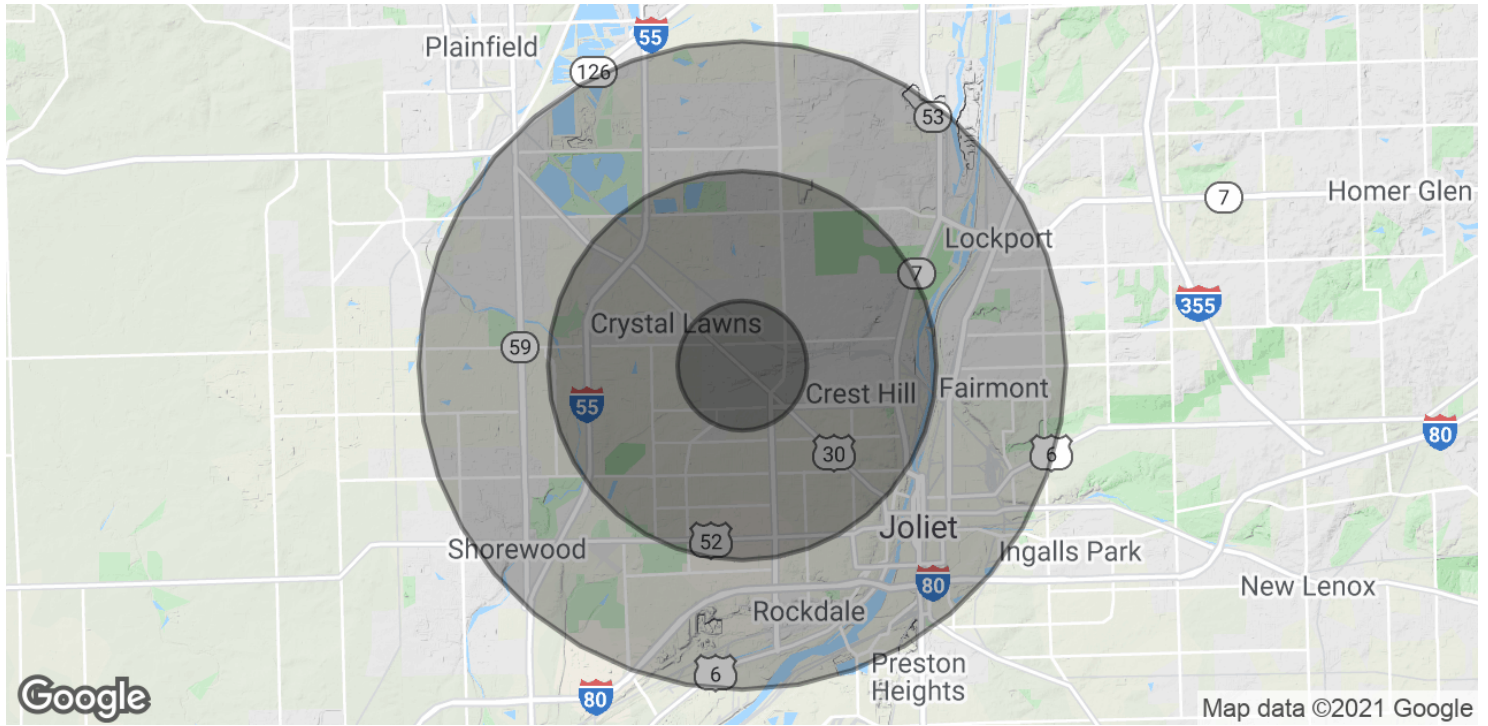 Plainfield
55
126
53
7
Homer Glen
Lockport
7
355
Crystal Lawns
59
Crest Hill
Fairmont
55
30
6
80
Joliet
52
Shorewood
Ingalls Park
80
New Lenox
Rockdale
Preston
Heights
6
80
Google
Map data ©2021 Google